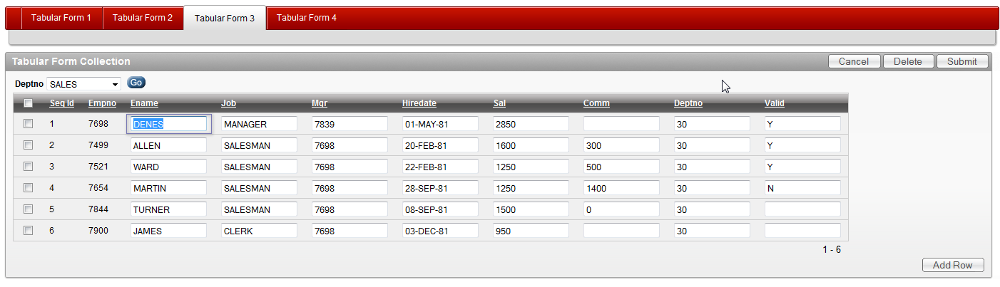 Tabular Form 1 Tabular Form 2 Tabular Form 3 Tabular Form 4
Tabular Form Collection Cancel Delete Submit
Deptno SALES Go
Seq Id Empno Ename Job Mgr Hiredate Sal Comm Deptno Valid
1 7698 DENES MANAGER 7839 01-MAY-81 2850 30 Y
2 7499 ALLEN SALESMAN 7698 20-FEB-81 1600 300 30 Y
3 7521 WARD SALESMAN 7698 22-FEB-81 1250 500 30 Y
4 7654 MARTIN SALESMAN 7698 28-SEP-81 1250 1400 30 N
5 7844 TURNER SALESMAN 7698 08-SEP-81 1500 0 30
6 7900 JAMES CLERK 7698 03-DEC-81 950 30
1 - 6
Add Row